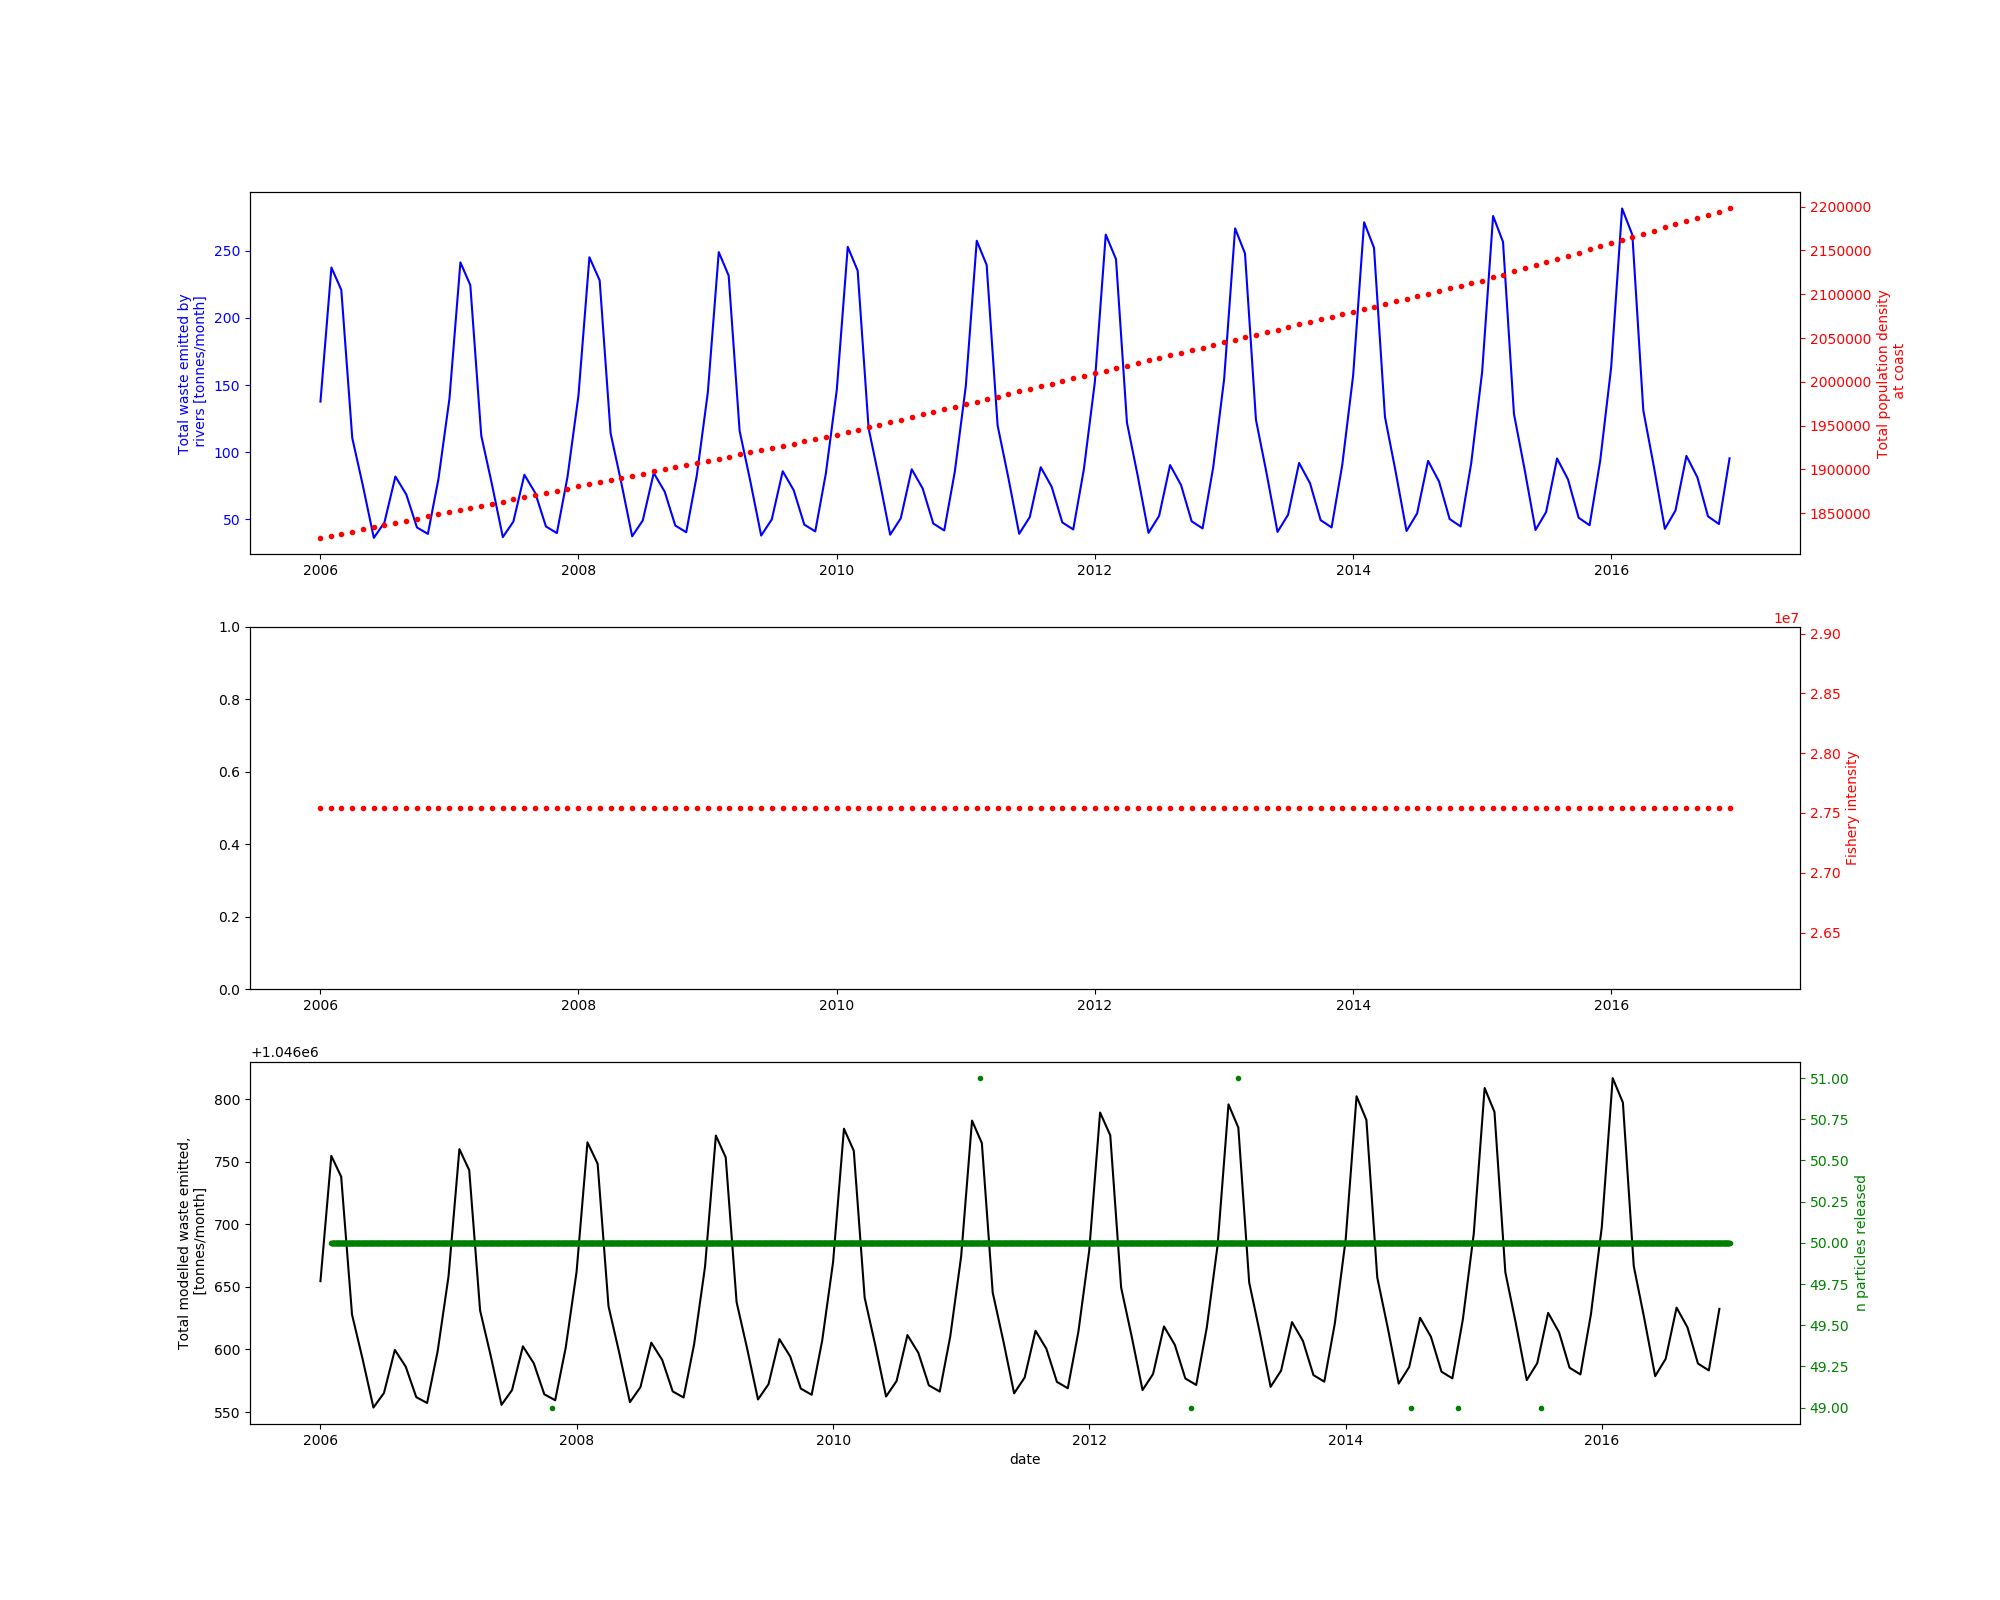 Total waste emitted by
rivers [tonnes/month]
250
200
150
100
50
2200000
2150000
2100000
2050000
2000000
1950000
1900000
1850000
Total population density
at coast
2006 2008 2010 2012 2014 2016
1e7
1.0
0.8
0.6
0.4
0.2
0.0
2.90
2.85
2.80
2.75
2.70
2.65
Fishery intensity
2006 2008 2010 2012 2014 2016
+1.046e6
Total modelled waste emitted,
[tonnes/month]
800
750
700
650
600
550
51.00
50.75
50.50
50.25
50.00
49.75
49.50
49.25
49.00
n particles released
2006 2008 2010 2012 2014 2016
date